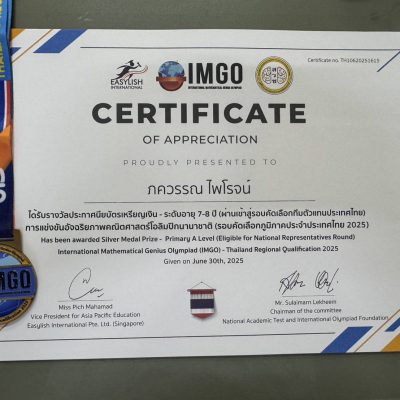 EASYLISH
INTERNATIONAL
IMGO
INTERNATIONAL MATHEMATICAL GENIUS OLYMPIAD
Certificate no. TH10620251615
CERTIFICATE
OF APPRECIATION
PROUDLY PRESENTED TO
ภควรรณ ไพโรจน์
ได้รับรางวัลประกาศนียบัตรเหรียญเงิน - ระดับอายุ 7-8 ปี (ผ่านเข้าสู่รอบคัดเลือกทีมตัวแทนประเทศไทย)
การแข่งขันอัจฉริยภาพคณิตศาสตร์โอลิมปิกนานาชาติ (รอบคัดเลือกภูมิภาคประจำประเทศไทย 2025)
Has been awarded Silver Medal Prize - Primary A Level (Eligible for National Representatives Round)
International Mathematical Genius Olympiad (IMGO) - Thailand Regional Qualification 2025
Given on June 30th, 2025
Miss Pich Mahamad
Vice President for Asia Pacific Education
Easylish International Pte. Ltd. (Singapore)
Mr. Sulaimarn Lekheem
Chairman of the committee
National Academic Test and International Olympiad Foundation
IMGO